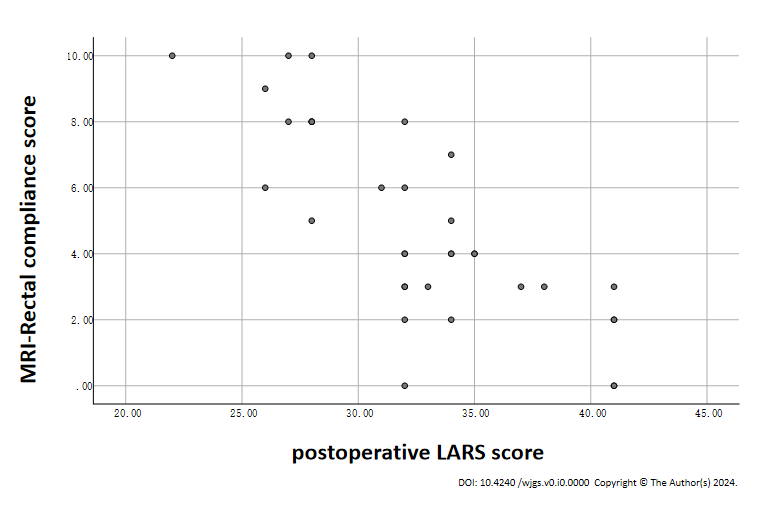 MRI-Rectal compliance score
10.00
8.00
6.00
4.00
2.00
.00
20.00 25.00 30.00 35.00 40.00 45.00
postoperative LARS score
DOI: 10.4240 /wjgs.v0.i0.0000 Copyright © The Author(s) 2024.